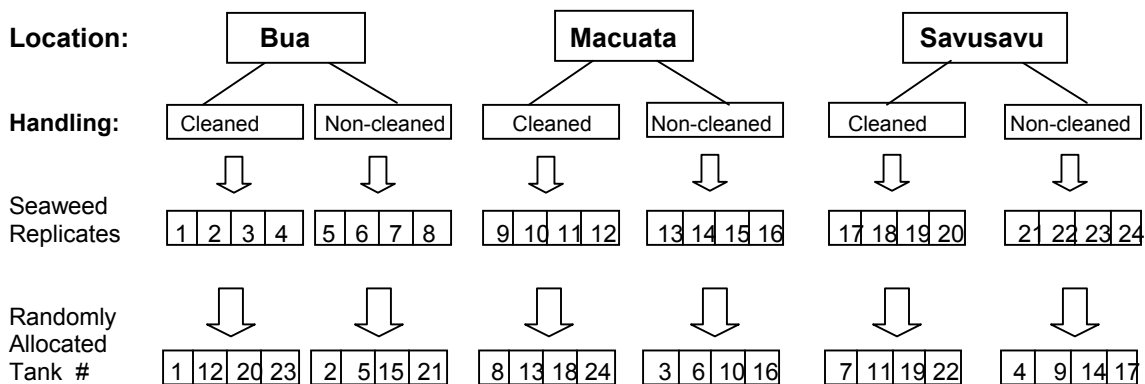 Location: Bua Macuata Savusavu
Handling: Cleaned Non-cleaned Cleaned Non-cleaned Cleaned Non-cleaned
Seaweed
Replicates 1 2 3 4 5 6 7 8 9 10 11 12 13 14 15 16 17 18 19 20 21 22 23 24
Randomly
Allocated
Tank # 1 12 20 23 2 5 15 21 8 13 18 24 3 6 10 16 7 11 19 22 4 9 14 17